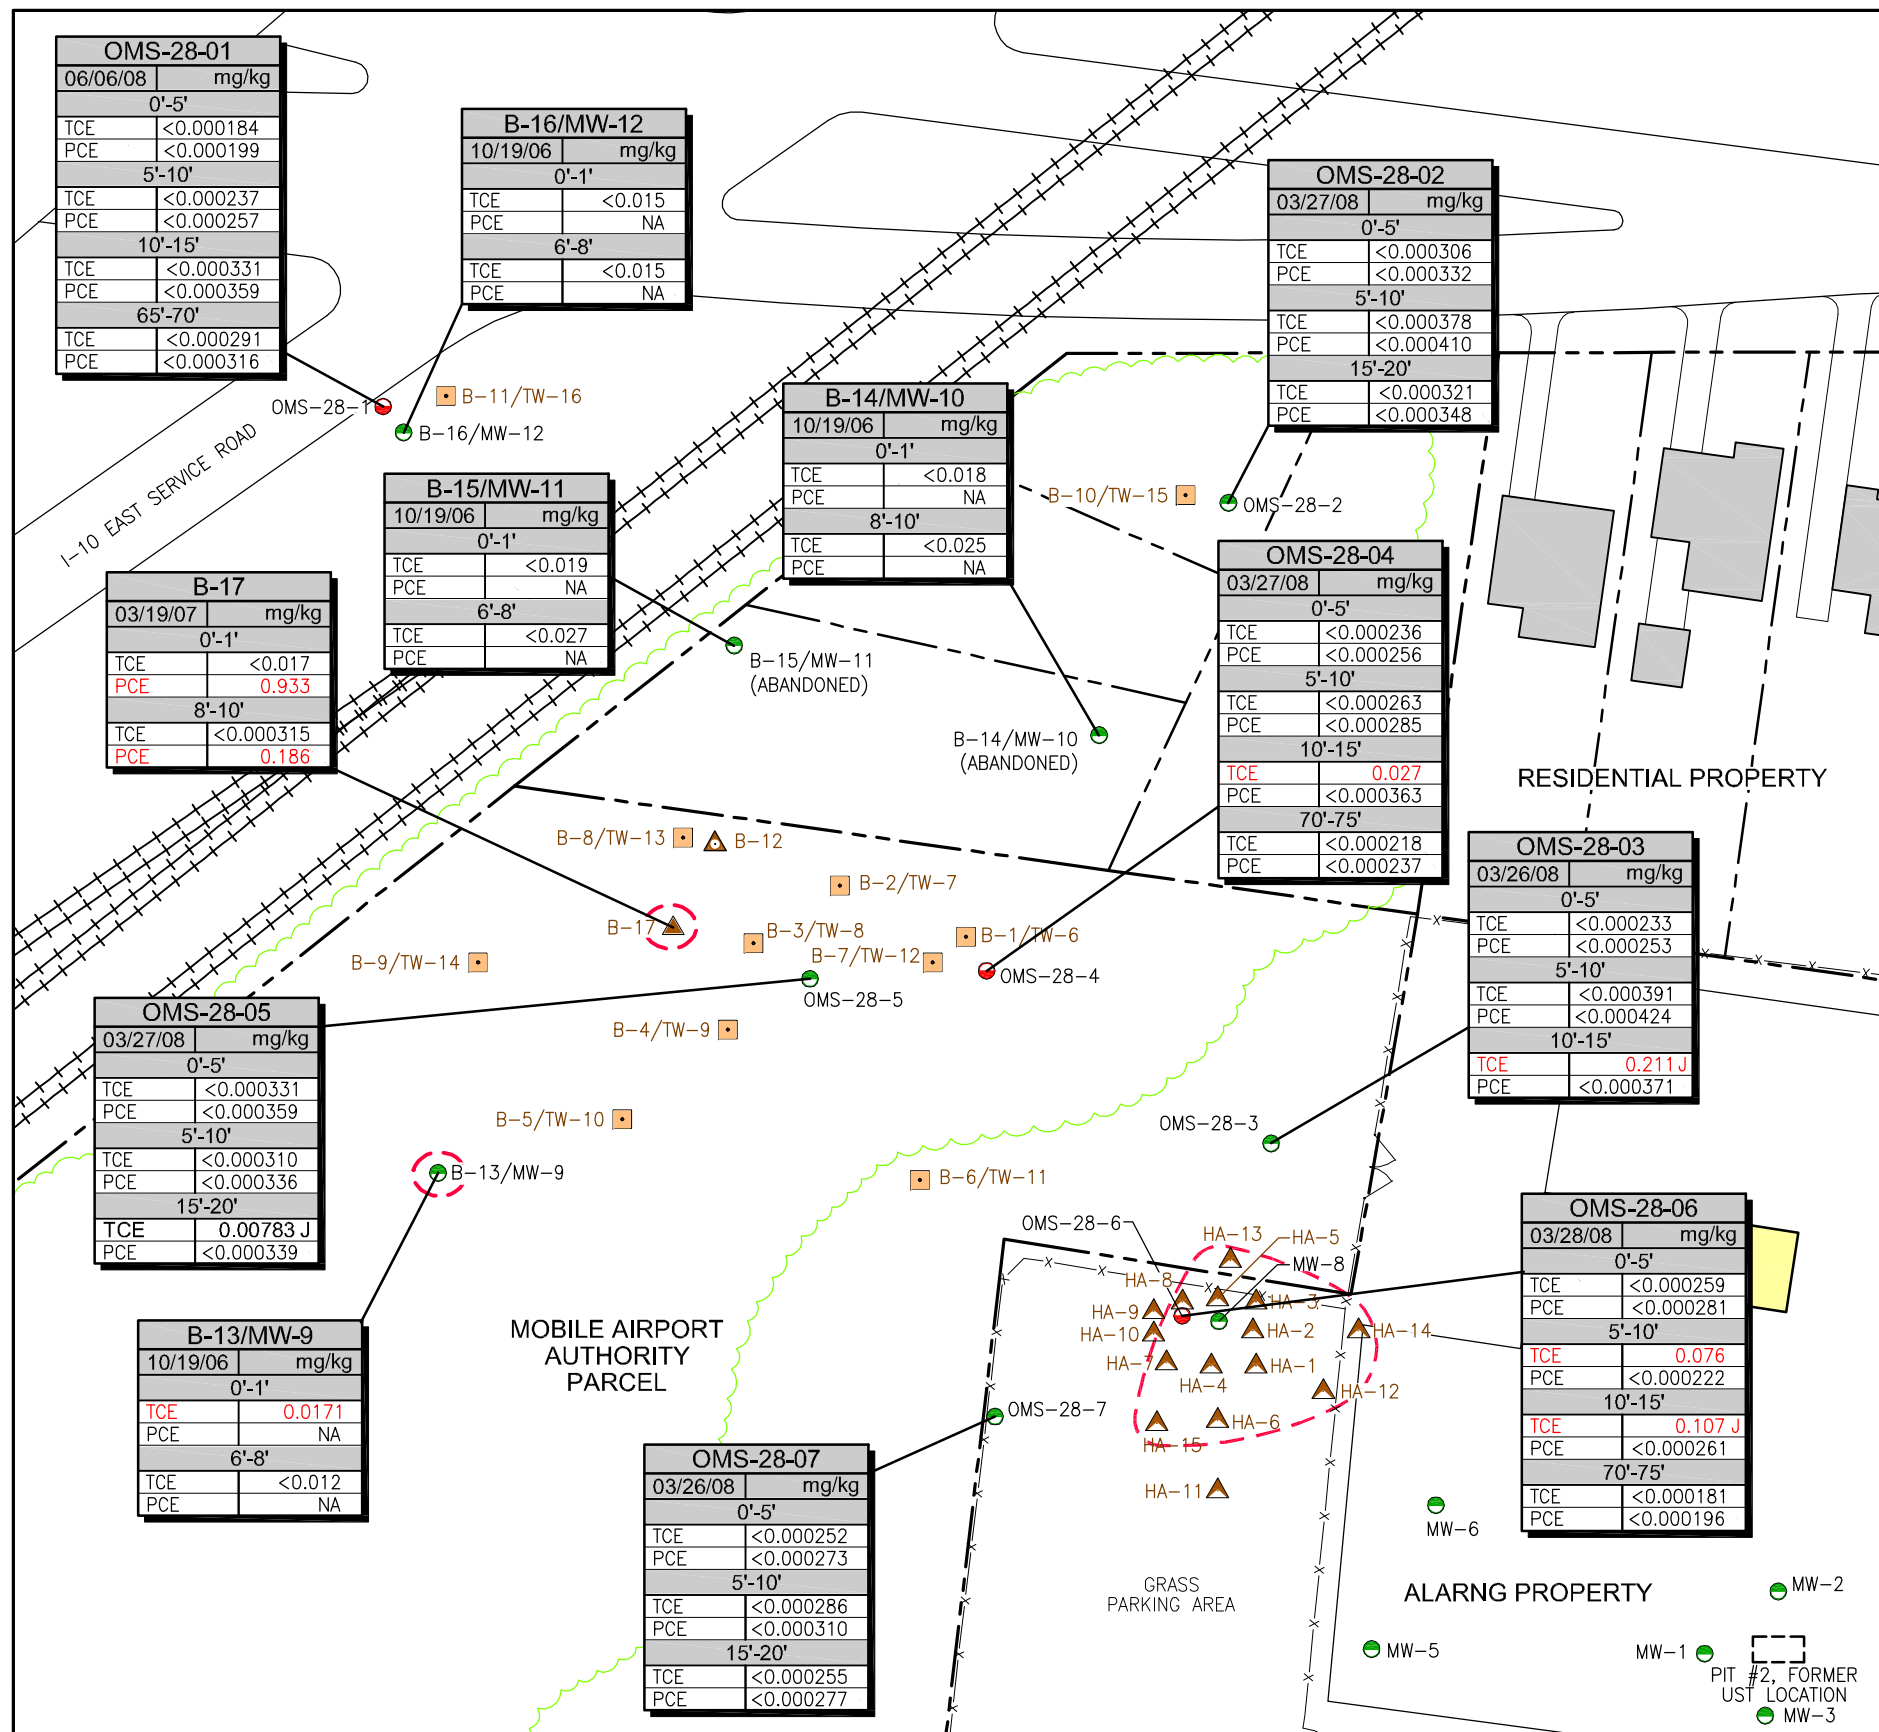 OMS-28-01
06/06/08 mg/kg
0'-5'
TCE <0.000184
PCE <0.000199
5'-10'
TCE <0.000237
PCE <0.000257
10'-15'
TCE <0.000331
PCE <0.000359
65'-70'
TCE <0.000291
PCE <0.000316
B-16/MW-12
10/19/06 mg/kg
0'-1'
TCE <0.015
PCE NA
6'-8'
TCE <0.015
PCE NA
OMS-28-02
03/27/08 mg/kg
0'-5'
TCE <0.000306
PCE <0.000332
5'-10'
TCE <0.000378
PCE <0.000410
15'-20'
TCE <0.000321
PCE <0.000348
OMS-28-1
B-11/TW-16
B-16/MW-12
I-10 EAST SERVICE ROAD
B-14/MW-10
10/19/06 mg/kg
0'-1'
TCE <0.018
PCE NA
8'-10'
TCE <0.025
PCE NA
B-10/TW-15
OMS-28-2
B-15/MW-11
10/19/06 mg/kg
0'-1'
TCE <0.019
PCE NA
6'-8'
TCE <0.027
PCE NA
B-17
03/19/07 mg/kg
0'-1'
TCE <0.017
PCE 0.933
8'-10'
TCE <0.000315
PCE 0.186
OMS-28-04
03/27/08 mg/kg
0'-5'
TCE <0.000236
PCE <0.000256
5'-10'
TCE <0.000263
PCE <0.000285
10'-15'
TCE 0.027
PCE <0.000363
70'-75'
TCE <0.000218
PCE <0.000237
B-15/MW-11
(ABANDONED)
B-14/MW-10
(ABANDONED)
RESIDENTIAL PROPERTY
B-8/TW-13
B-12
B-2/TW-7
B-17
B-3/TW-8
B-1/TW-6
B-7/TW-12
B-9/TW-14
OMS-28-4
OMS-28-5
B-4/TW-9
OMS-28-03
03/26/08 mg/kg
0'-5'
TCE <0.000233
PCE <0.000253
5'-10'
TCE <0.000391
PCE <0.000424
10'-15'
TCE 0.211 J
PCE <0.000371
OMS-28-05
03/27/08 mg/kg
0'-5'
TCE <0.000331
PCE <0.000359
5'-10'
TCE <0.000310
PCE <0.000336
15'-20'
TCE 0.00783 J
PCE <0.000339
B-5/TW-10
OMS-28-3
B-13/MW-9
B-6/TW-11
OMS-28-06
03/28/08 mg/kg
0'-5'
TCE <0.000259
PCE <0.000281
5'-10'
TCE 0.076
PCE <0.000222
10'-15'
TCE 0.107 J
PCE <0.000261
70'-75'
TCE <0.000181
PCE <0.000196
OMS-28-6
HA-13
HA-5
MW-8
HA-8
HA-3
HA-9
HA-10
HA-2
HA-14
HA-7
HA-4
HA-1
HA-12
HA-6
HA-15
HA-11
B-13/MW-9
10/19/06 mg/kg
0'-1'
TCE 0.0171
PCE NA
6'-8'
TCE <0.012
PCE NA
MOBILE AIRPORT
AUTHORITY
PARCEL
OMS-28-7
OMS-28-07
03/26/08 mg/kg
0'-5'
TCE <0.000252
PCE <0.000273
5'-10'
TCE <0.000286
PCE <0.000310
15'-20'
TCE <0.000255
PCE <0.000277
MW-6
GRASS
PARKING AREA
ALARNG PROPERTY
MW-2
MW-5
MW-1
PIT #2, FORMER
UST LOCATION
MW-3